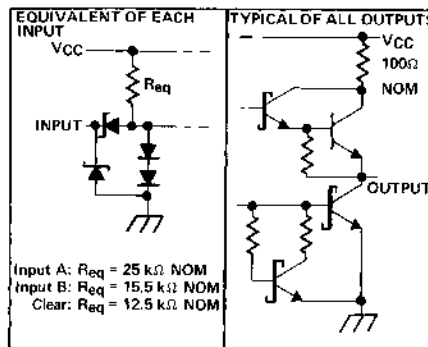 EQUIVALENT OF EACH
INPUT
VCC
Req
INPUT
Input A: Req = 25 kΩ NOM
Input B: Req = 15.5 kΩ NOM
Clear: Req = 12.5 kΩ NOM
TYPICAL OF ALL OUTPUTS
VCC
100Ω
NOM
OUTPUT